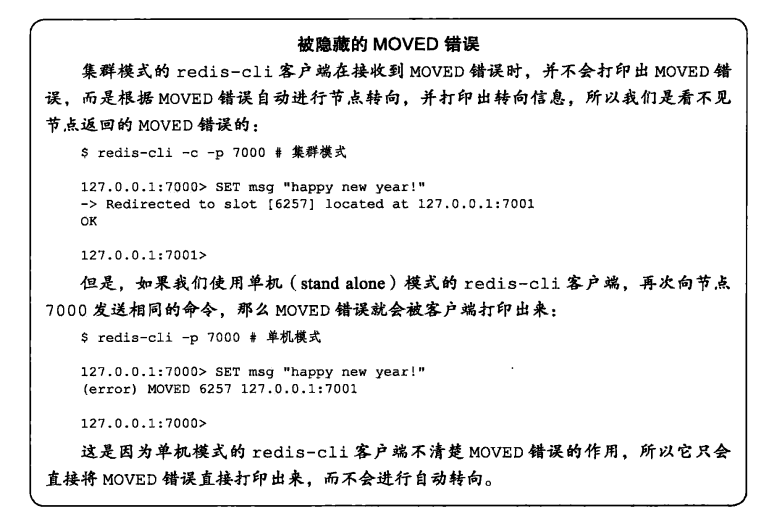 被隐藏的 MOVED 错误
集群模式的 redis-cli 客户端在接收到 MOVED 错误时，并不会打印出 MOVED 错
误，而是根据 MOVED 错误自动进行节点转向，并打印出转向信息，所以我们是看不见
节点返回的 MOVED 错误的：
$ redis-cli -c -p 7000 # 集群模式
127.0.0.1:7000> SET msg "happy new year!"
-> Redirected to slot [6257] located at 127.0.0.1:7001
OK
127.0.0.1:7001>
但是，如果我们使用单机（stand alone）模式的 redis-cli 客户端，再次向节点
7000 发送相同的命令，那么 MOVED 错误就会被客户端打印出来：
$ redis-cli -p 7000 # 单机模式
127.0.0.1:7000> SET msg "happy new year!"
(error) MOVED 6257 127.0.0.1:7001
127.0.0.1:7000>
这是因为单机模式的 redis-cli 客户端不清楚 MOVED 错误的作用，所以它只会
直接将 MOVED 错误直接打印出来，而不会进行自动转向。